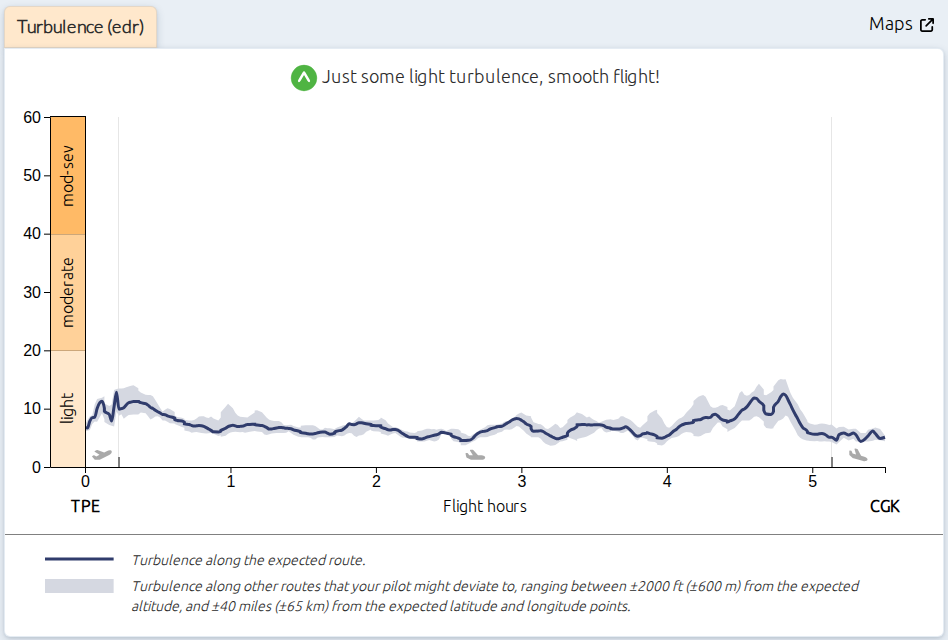 Turbulence (edr)
Maps
Just some light turbulence, smooth flight!
60
50
40
30
20
10
0
mod-sev
moderate
light
0
1
2
3
4
5
TPE
Flight hours
CGK
Turbulence along the expected route.
Turbulence along other routes that your pilot might deviate to, ranging between ±2000 ft (±600 m) from the expected
altitude, and ±40 miles (±65 km) from the expected latitude and longitude points.